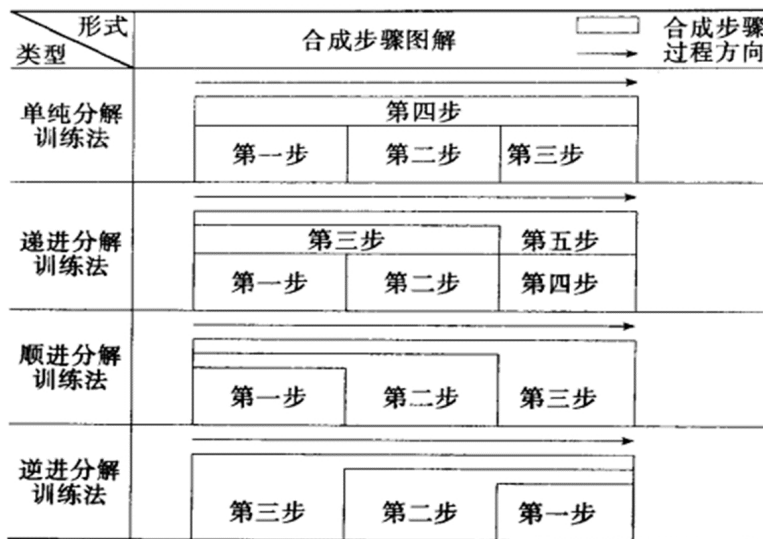 形式
类型
合成步骤图解
合成步骤
过程方向
单纯分解
训练法
第四步
第一步
第二步
第三步
递进分解
训练法
第三步
第五步
第一步
第二步
第四步
顺进分解
训练法
第一步
第二步
第三步
逆进分解
训练法
第三步
第二步
第一步